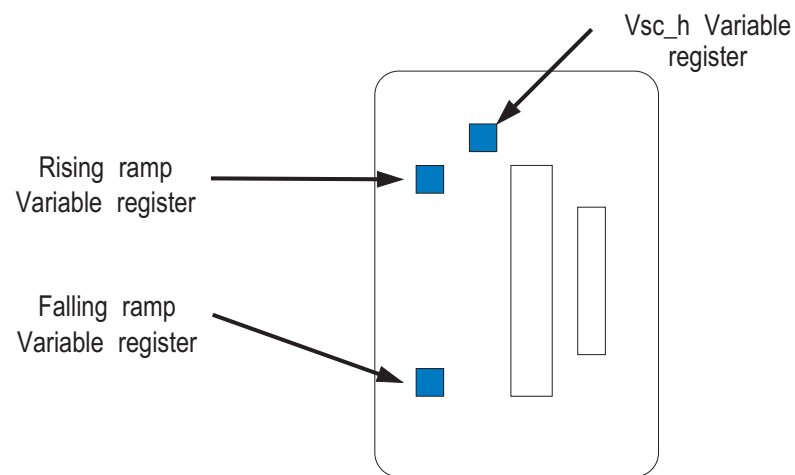 Vsc_h Variable
register
Rising ramp
Variable register
Falling ramp
Variable register